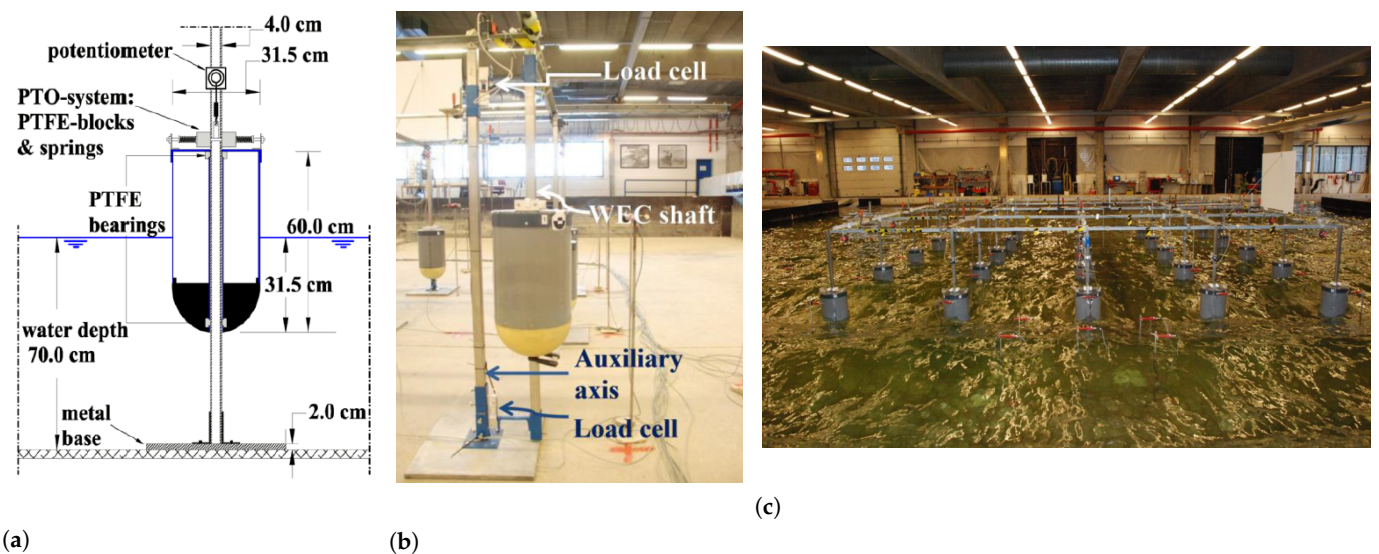 4.0 cm
potentiometer
31.5 cm
PTO-system:
PTFE-blocks
& springs
PTFE
bearings
60.0 cm
31.5 cm
water depth
70.0 cm
metal
base
2.0 cm
(a)
Load cell
WEC shaft
Auxiliary
axis
Load cell
(b)
(c)